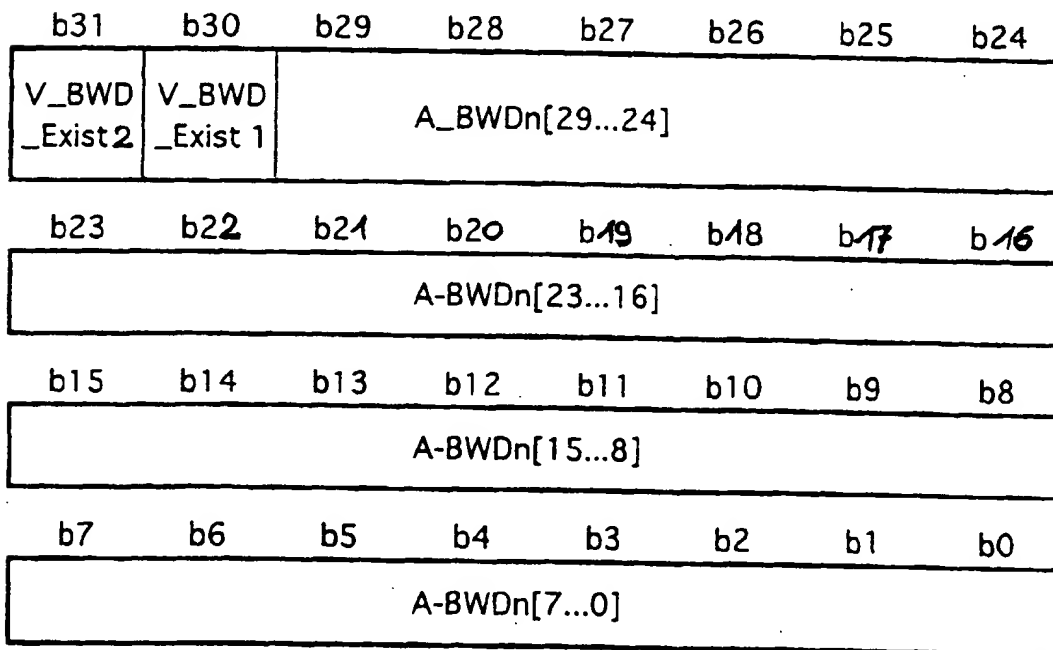 b31 b30 b29 b28 b27 b26 b25 b24
V_BWD V_BWD A_BWDn[29...24]
_Exist2 _Exist 1
b23 b22 b21 b20 b19 b18 b17 b16
A-BWDn[23...16]
b15 b14 b13 b12 b11 b10 b9 b8
A-BWDn[15...8]
b7 b6 b5 b4 b3 b2 b1 b0
A-BWDn[7...0]